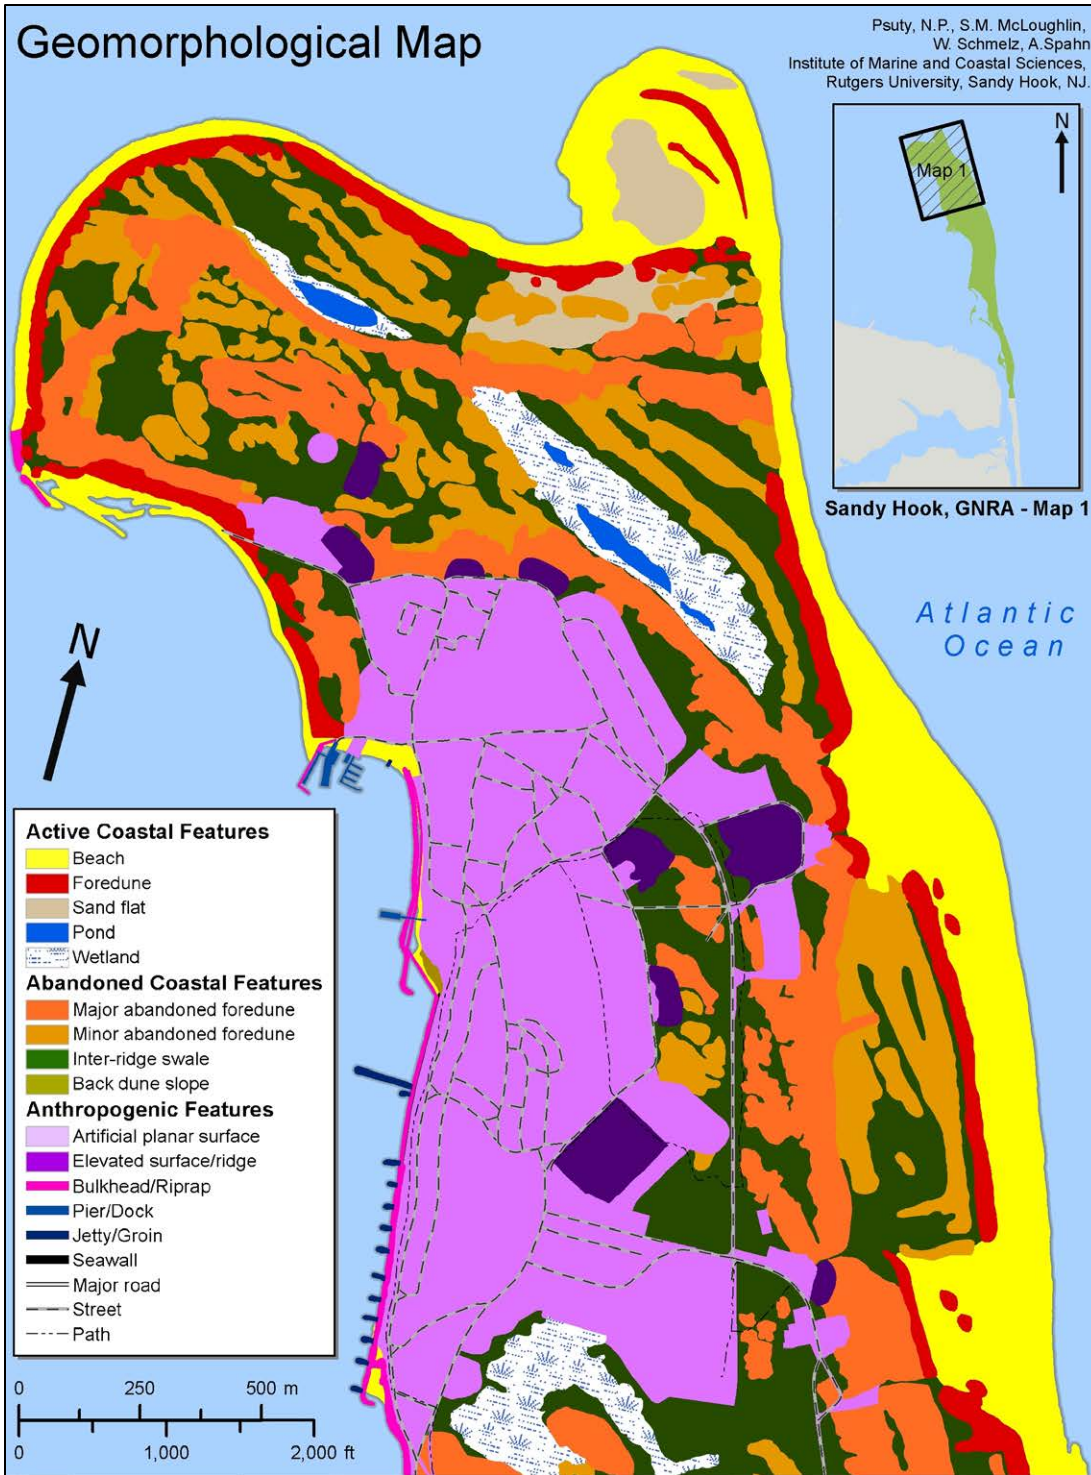 Geomorphological Map
Psuty, N.P., S.M. McLoughlin,
W. Schmelz, A.Spahn
Institute of Marine and Coastal Sciences,
Rutgers University, Sandy Hook, NJ.
N
Map 1
Sandy Hook, GNRA - Map 1
Atlantic
Ocean
N
Active Coastal Features
Beach
Foredune
Sand flat
Pond
Wetland
Abandoned Coastal Features
Major abandoned foredune
Minor abandoned foredune
Inter-ridge swale
Back dune slope
Anthropogenic Features
Artificial planar surface
Elevated surface/ridge
Bulkhead/Riprap
Pier/Dock
Jetty/Groin
Seawall
Major road
Street
Path
0 250 500 m
0 1,000 2,000 ft